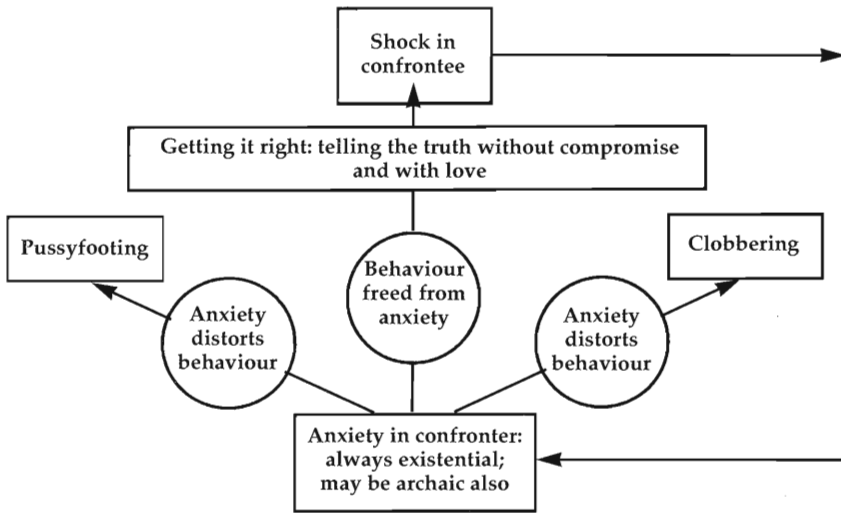 Shock in
confrontee
Getting it right: telling the truth without compromise
and with love
Pussyfooting
Behaviour
freed from
anxiety
Clobbering
Anxiety
distorts
behaviour
Anxiety
distorts
behaviour
Anxiety in confronter:
always existential;
may be archaic also